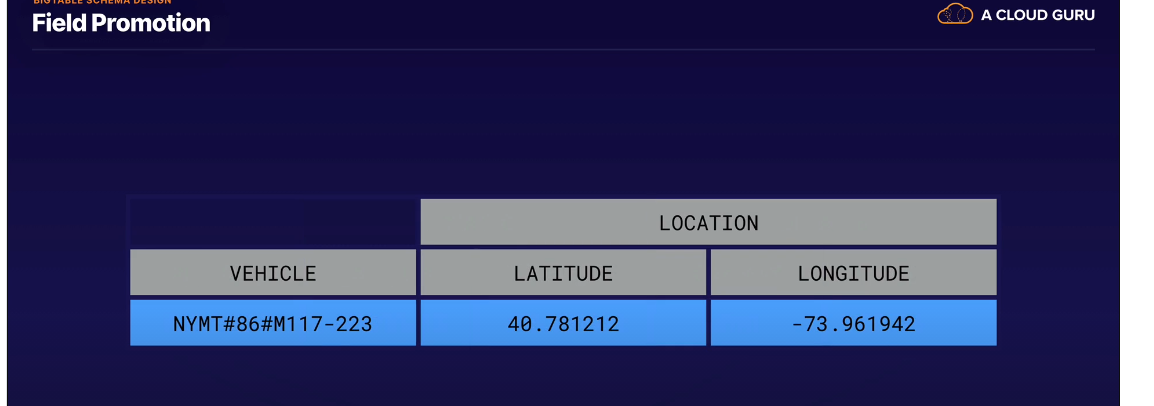 BIGTABLE SCHEMA DESIGN
Field Promotion
A CLOUD GURU
LOCATION
VEHICLE LATITUDE LONGITUDE
NYMT#86#M117-223 40.781212 -73.961942